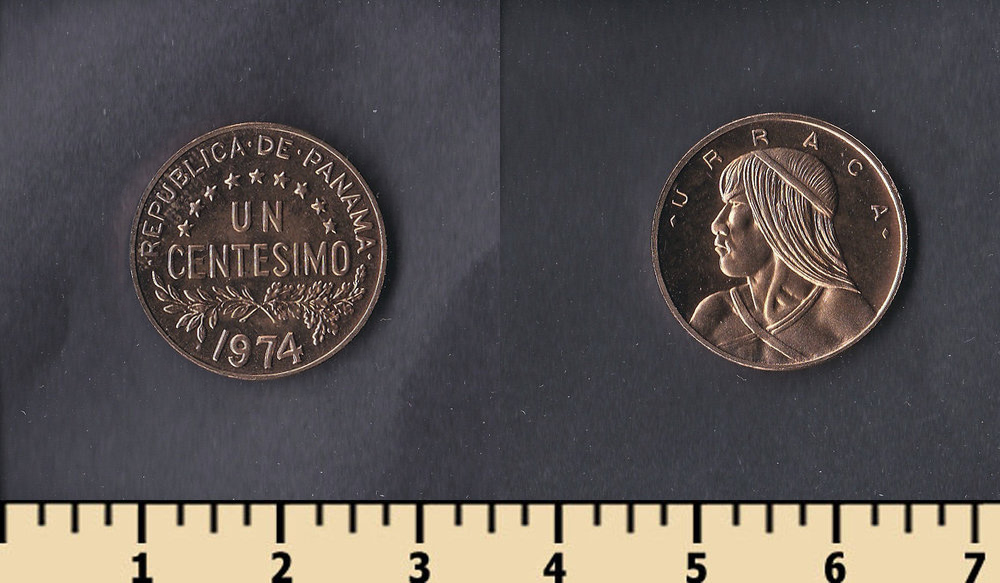 ·REPUBLICA·DE·PANAMA·
UN
CENTESIMO
1974
URRACA
1 2 3 4 5 6 7